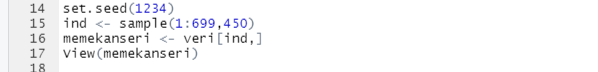 14 set.seed(1234)
15 ind <- sample(1:699,450)
16 memekanseri <- veri[ind,]
17 View(memekanseri)
18